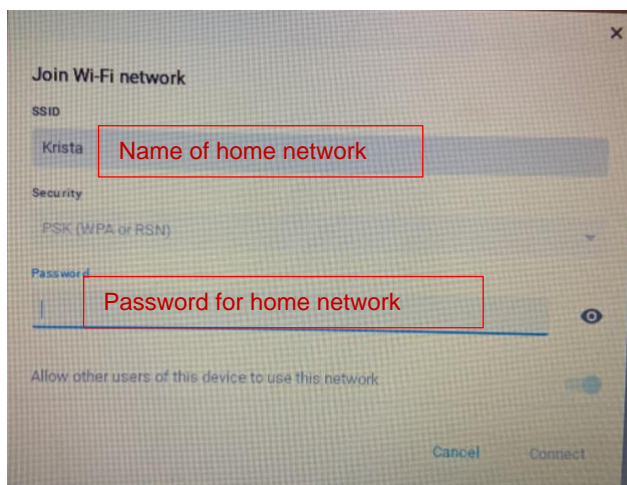 Join Wi-Fi network
SSID
Krista
Name of home network
Security
PSK (WPA or RSN)
Password
Password for home network
Allow other users of this device to use this network
Cancel
Connect